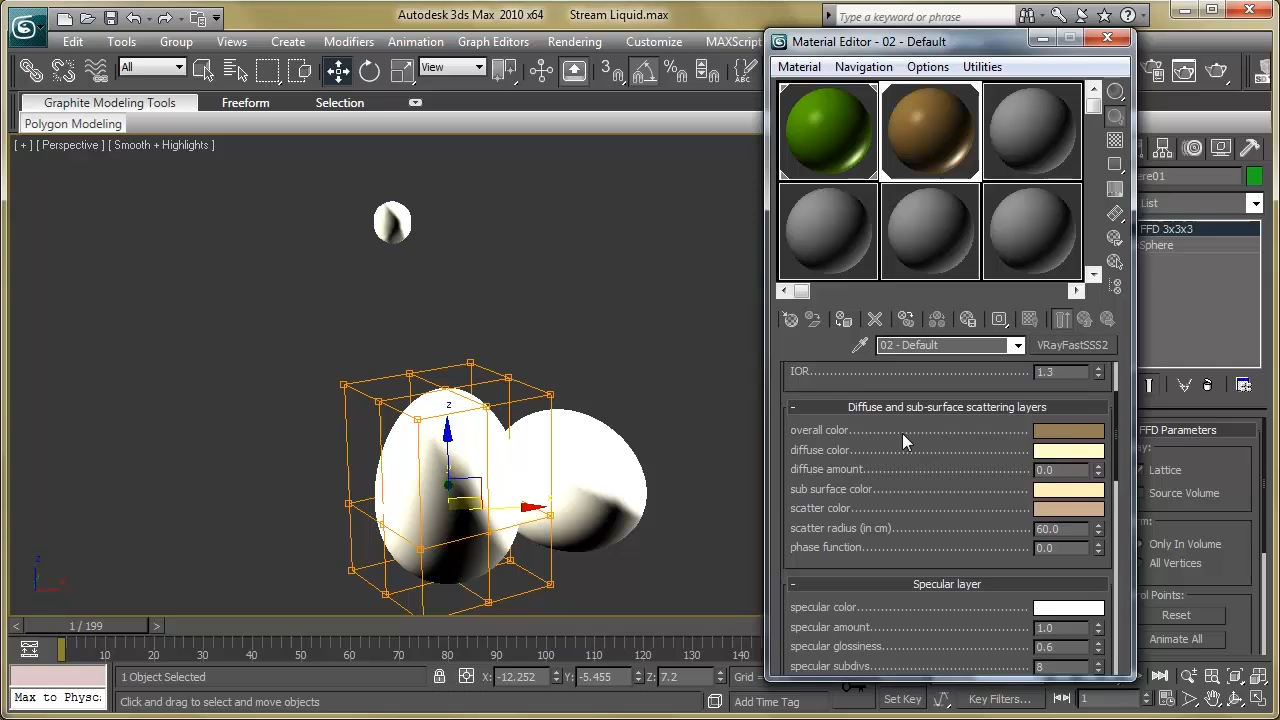 Autodesk 3ds Max 2010 x64 Stream Liquid.max
Type a keyword or phrase
Edit Tools Group Views Create Modifiers Animation Graph Editors Rendering Customize MAXScript
Material Editor - 02 - Default
Material Navigation Options Utilities
All
View
Graphite Modeling Tools Freeform Selection
Polygon Modeling
[ + ] [ Perspective ] [ Smooth + Highlights ]
ere01
List
FFD 3x3x3
Sphere
02 - Default
VRayFastSSS2
IOR 1.3
- Diffuse and sub-surface scattering layers
overall color
diffuse color
diffuse amount 0.0
sub surface color
scatter color
scatter radius (in cm) 60.0
phase function 0.0
- Specular layer
specular color
specular amount 1.0
specular glossiness 0.6
specular subdivs 8
FFD Parameters
ay:
Lattice
Source Volume
Only In Volume
All Vertices
rol Points:
Reset
Animate All
z
z
x
< 1 / 199 >
10 20 30 40 50 60 70 80 90 100 110 120 130 140
1 Object Selected
X: -12.252 Y: -5.455 Z: 7.2 Grid =
Max to Physca
Click and drag to select and move objects
Add Time Tag
Set Key
Key Filters...
1